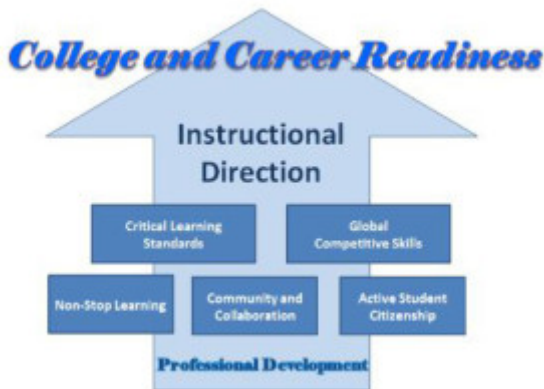 College and Career Readiness
Instructional
Direction
Critical Learning
Standards
Global
Competitive Skills
Non-Stop Learning
Community and
Collaboration
Active Student
Citizenship
Professional Development